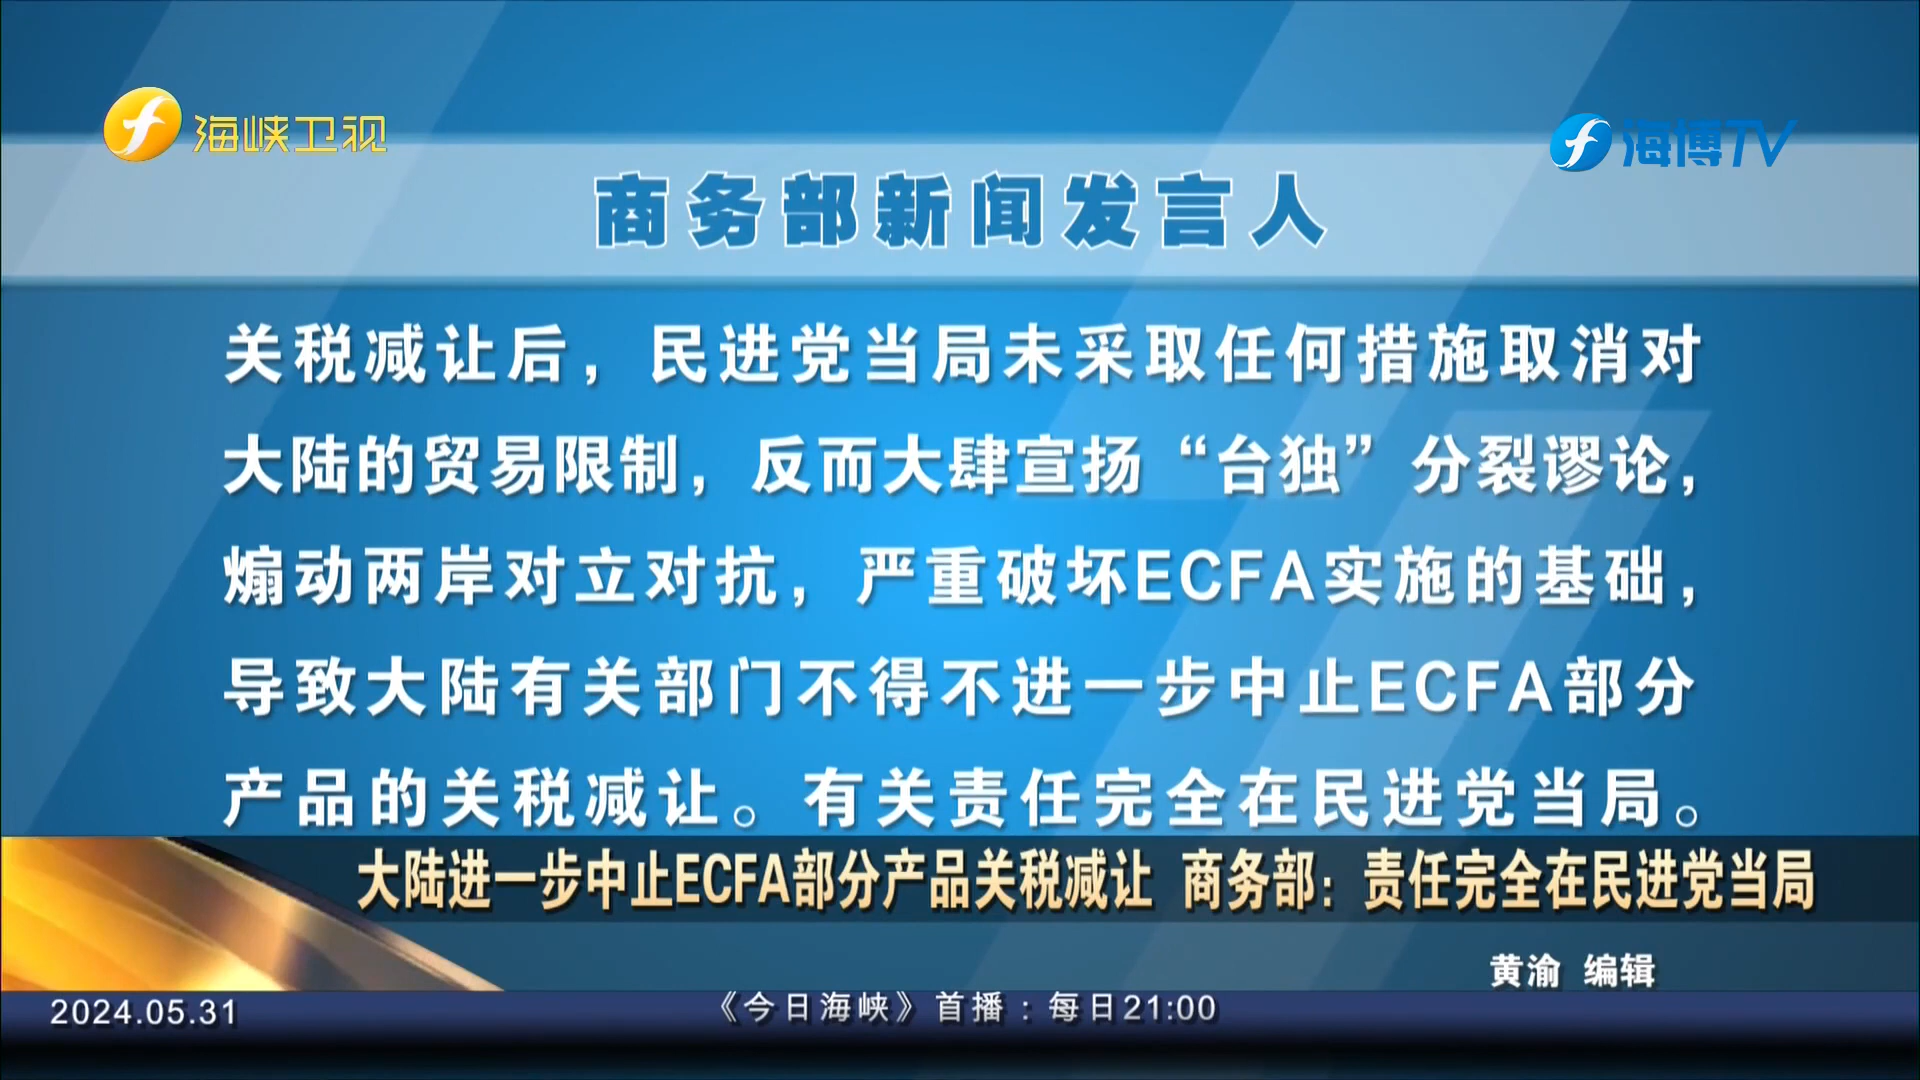 海峡卫视
海博TV
商务部新闻发言人
关税减让后，民进党当局未采取任何措施取消对
大陆的贸易限制，反而大肆宣扬“台独”分裂谬论，
煽动两岸对立对抗，严重破坏ECFA实施的基础，
导致大陆有关部门不得不进一步中止ECFA部分
产品的关税减让。有关责任完全在民进党当局。
大陆进一步中止ECFA部分产品关税减让 商务部：责任完全在民进党当局
黄渝 编辑
2024.05.31
《今日海峡》首播：每日21:00